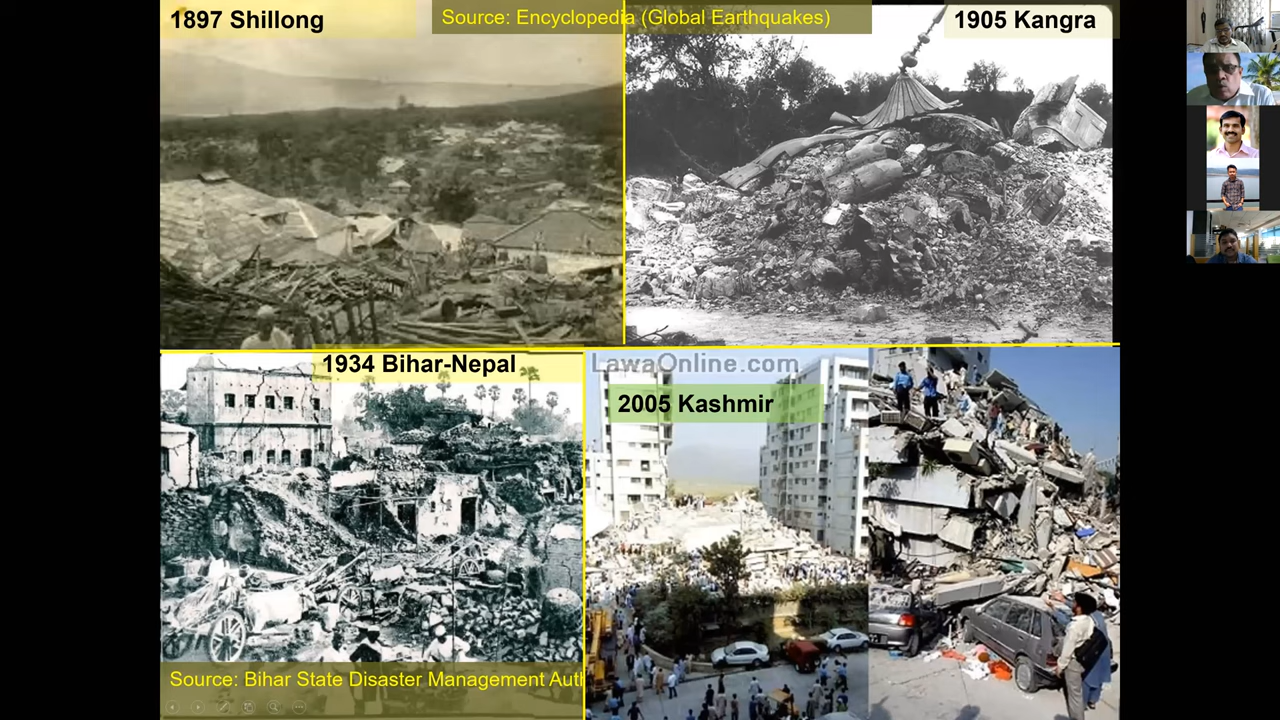 1897 Shillong
Source: Encyclopedia (Global Earthquakes)
1905 Kangra
1934 Bihar-Nepal
LawaOnline.com
2005 Kashmir
Source: Bihar State Disaster Management Aut